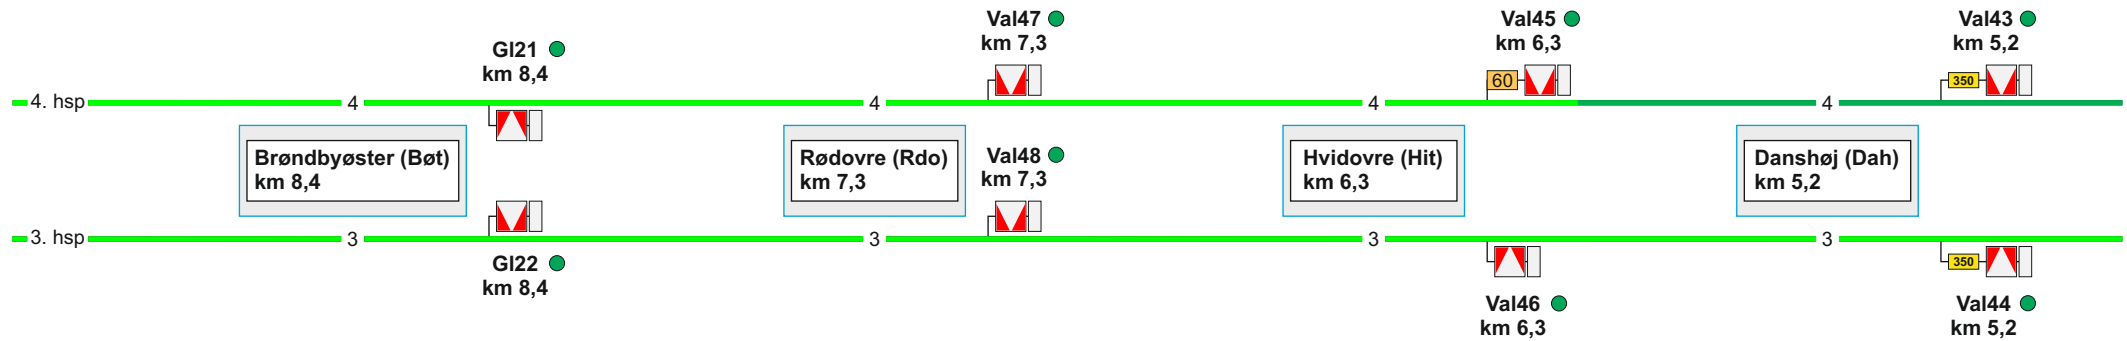 Val47
km 7,3
Val45
km 6,3
Val43
km 5,2
Gl21
km 8,4
60
350
4. hsp
4
4
4
4
Brøndbyøster (Bøt)
km 8,4
Rødovre (Rdo)
km 7,3
Val48
km 7,3
Hvidovre (Hit)
km 6,3
Danshøj (Dah)
km 5,2
3. hsp
3
3
3
3
350
Gl22
km 8,4
Val46
km 6,3
Val44
km 5,2